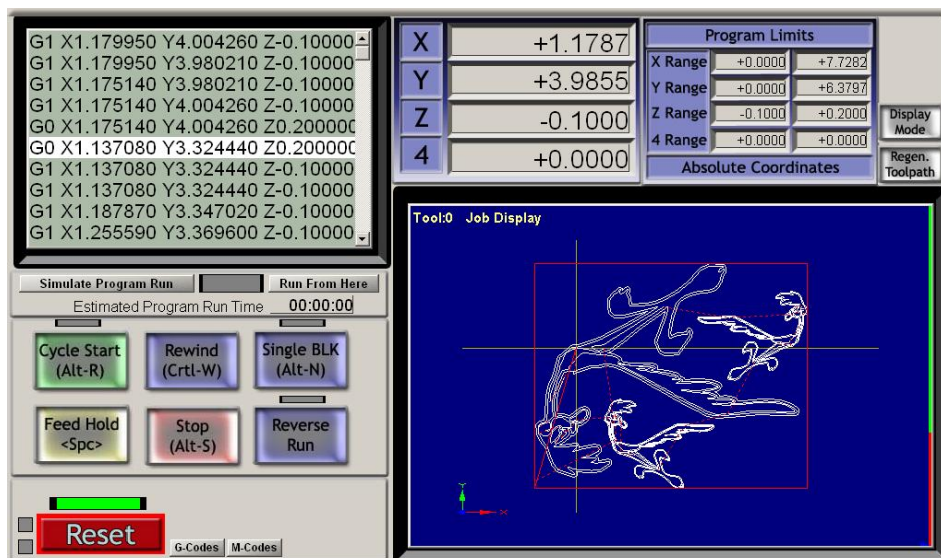 G1 X1.179950 Y4.004260 Z-0.10000
G1 X1.179950 Y3.980210 Z-0.10000
G1 X1.175140 Y3.980210 Z-0.10000
G1 X1.175140 Y4.004260 Z-0.10000
G0 X1.175140 Y4.004260 Z0.200000
G0 X1.137080 Y3.324440 Z0.200000
G1 X1.137080 Y3.324440 Z-0.10000
G1 X1.137080 Y3.324440 Z-0.10000
G1 X1.187870 Y3.347020 Z-0.10000
G1 X1.255590 Y3.369600 Z-0.10000
X +1.1787
Y +3.9855
Z -0.1000
4 +0.0000
Program Limits
X Range +0.0000 +7.7282
Y Range +0.0000 +6.3797
Z Range -0.1000 +0.2000
4 Range +0.0000 +0.0000
Absolute Coordinates
Display
Mode
Regen.
Toolpath
Simulate Program Run
Run From Here
Estimated Program Run Time 00:00:00
Cycle Start
(Alt-R)
Rewind
(Crtl-W)
Single BLK
(Alt-N)
Feed Hold
<Spc>
Stop
(Alt-S)
Reverse
Run
Reset
G-Codes
M-Codes
Tool:0 Job Display
Y
X